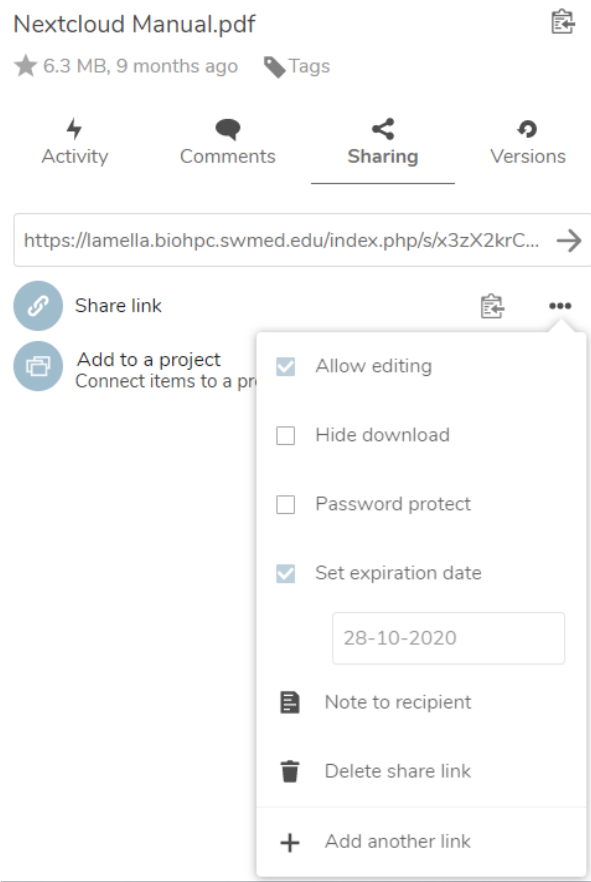 Nextcloud Manual.pdf
6.3 MB, 9 months ago Tags
Activity Comments Sharing Versions
https://lamella.biohpc.swmed.edu/index.php/s/x3zX2krC...
Share link
Add to a project
Connect items to a pr
Allow editing
Hide download
Password protect
Set expiration date
28-10-2020
Note to recipient
Delete share link
Add another link